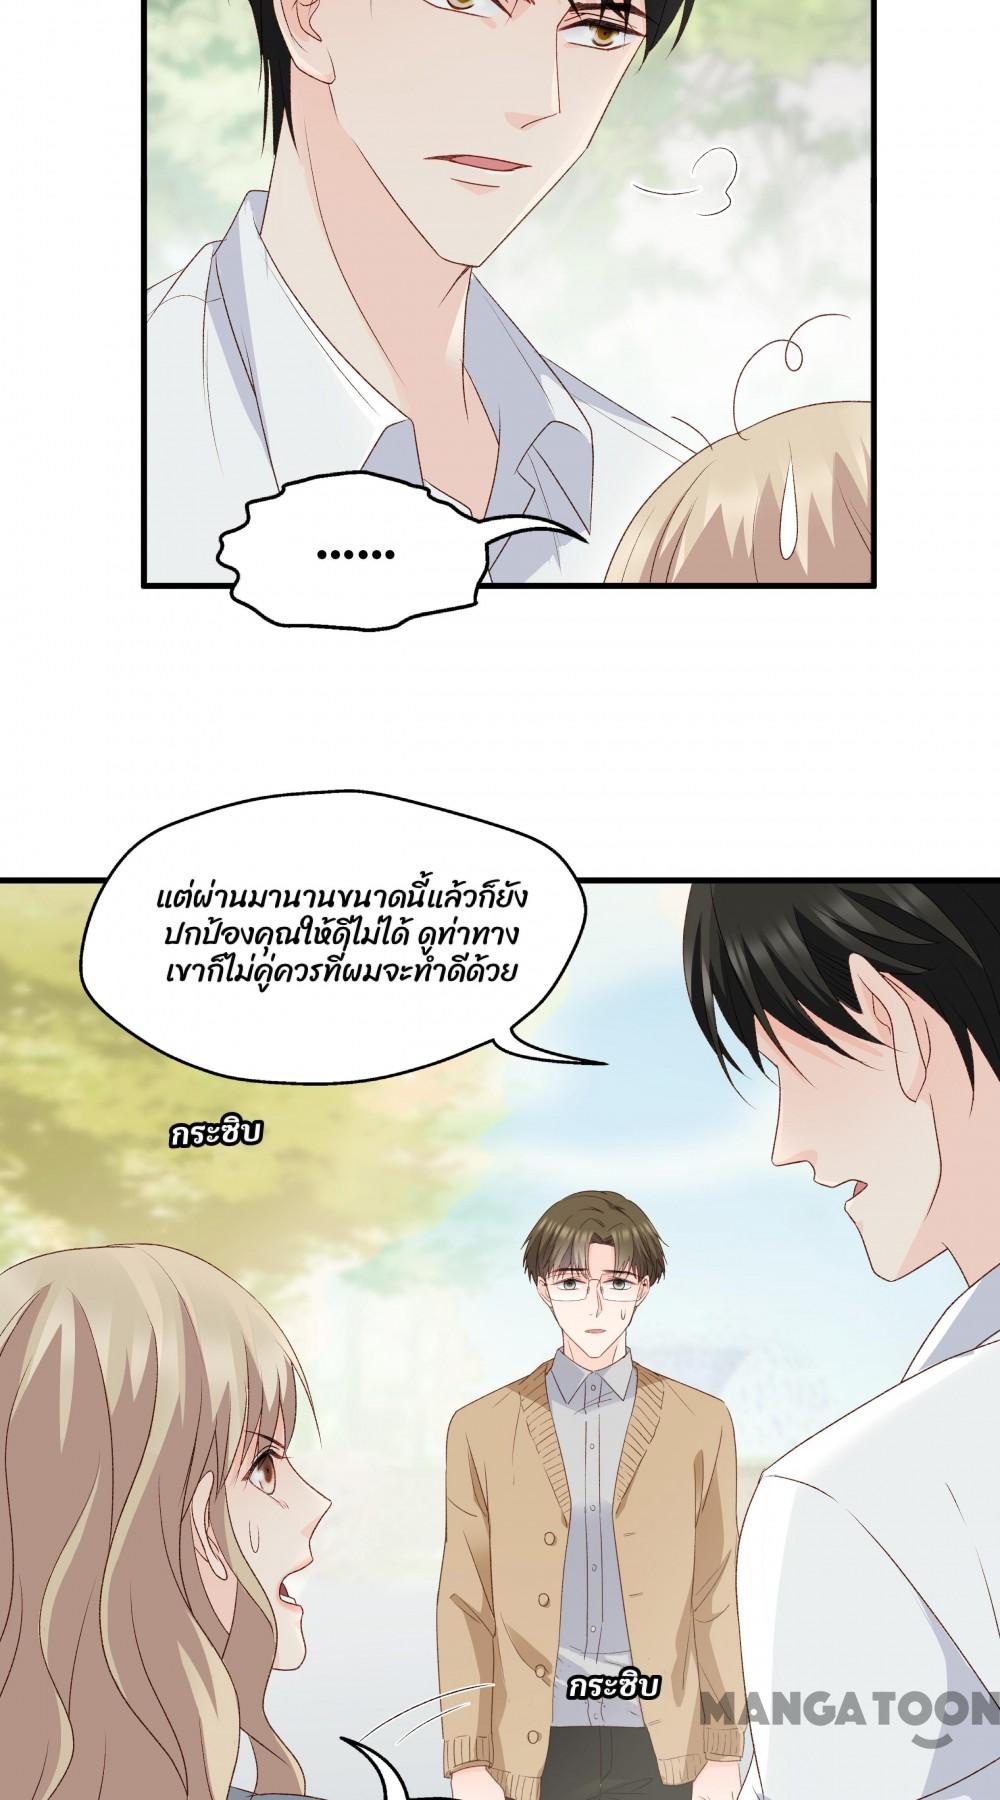 ......
แต่ผ่านมานานขนาดนี้แล้วก็ยัง
ปกป้องคุณให้ดีไม่ได้ ดูท่าทาง
เขาก็ไม่คู่ควรที่ผมจะทำดีด้วย
กระซิบ
กระซิบ
MANGATOON